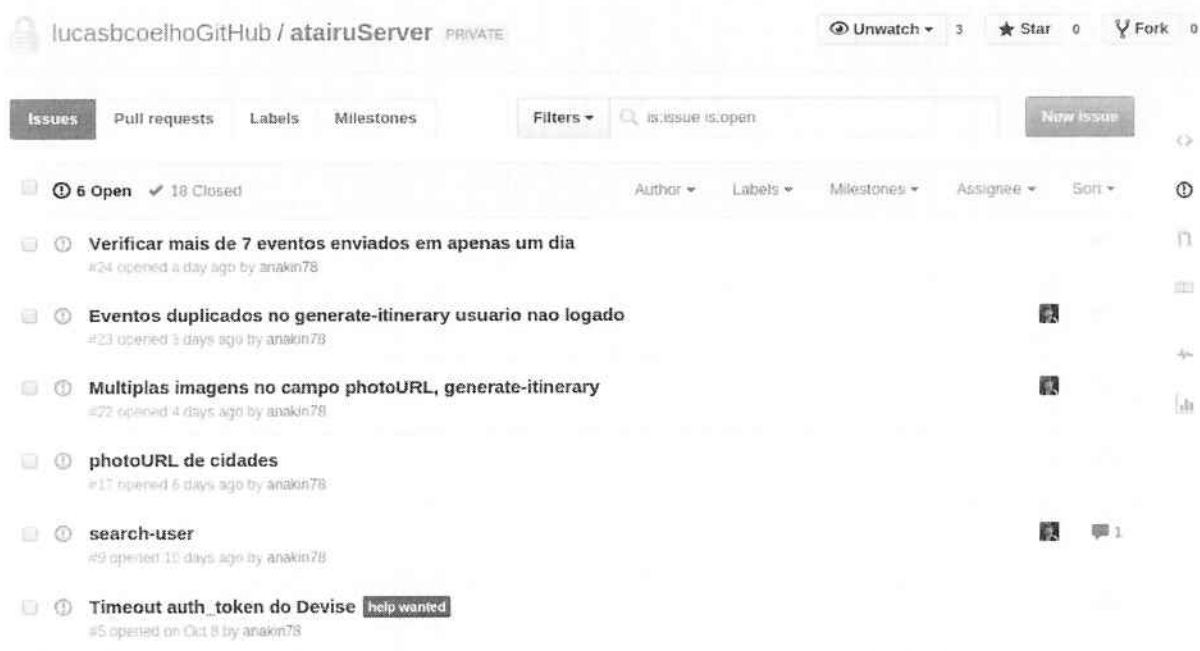 lucasbcoelhoGitHub / atairuServer PRIVATE Unwatch 3 Star 0 Fork 0
Issues Pull requests Labels Milestones Filters is:issue is:open New issue
6 Open 18 Closed Author Labels Milestones Assignee Sort
Verificar mais de 7 eventos enviados em apenas um dia
#24 opened a day ago by anakin78
Eventos duplicados no generate-itinerary usuario nao logado
#23 opened 3 days ago by anakin78
Multiplas imagens no campo photoURL, generate-itinerary
#22 opened 4 days ago by anakin78
photoURL de cidades
#17 opened 6 days ago by anakin78
search-user 1
#9 opened 10 days ago by anakin78
Timeout auth_token do Devise help wanted
#5 opened on Oct 8 by anakin78